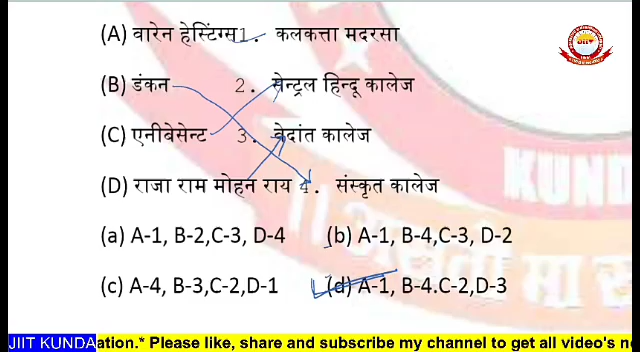 (A) वारेन हेस्टिंग्स 1. कलकत्ता मदरसा
(B) डंकन 2. सेन्ट्रल हिन्दू कालेज
(C) एनीबेसेन्ट 3. वेदांत कालेज
(D) राजा राम मोहन राय 4. संस्कृत कालेज
(a) A-1, B-2,C-3, D-4 (b) A-1, B-4,C-3, D-2
(c) A-4, B-3,C-2,D-1 (d) A-1, B-4.C-2,D-3
JIIT KUNDA ation.* Please like, share and subscribe my channel to get all video's n